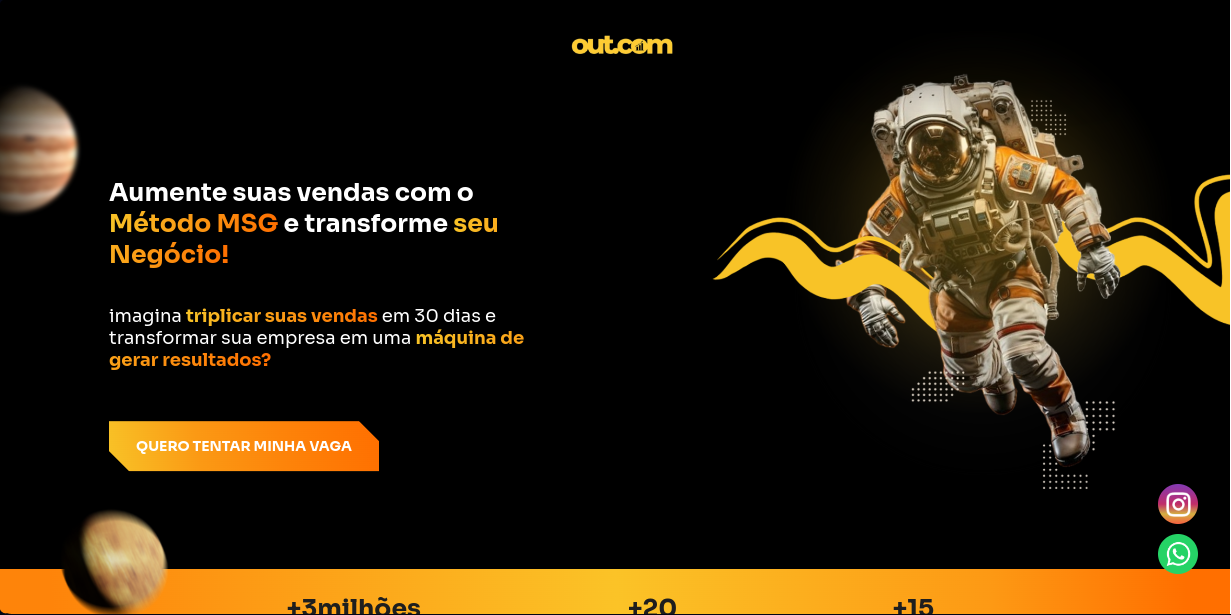 out.com
Aumente suas vendas com o
Método MSG e transforme seu
Negócio!
imagina triplicar suas vendas em 30 dias e
transformar sua empresa em uma máquina de
gerar resultados?
QUERO TENTAR MINHA VAGA
+3milhões
+20
+15